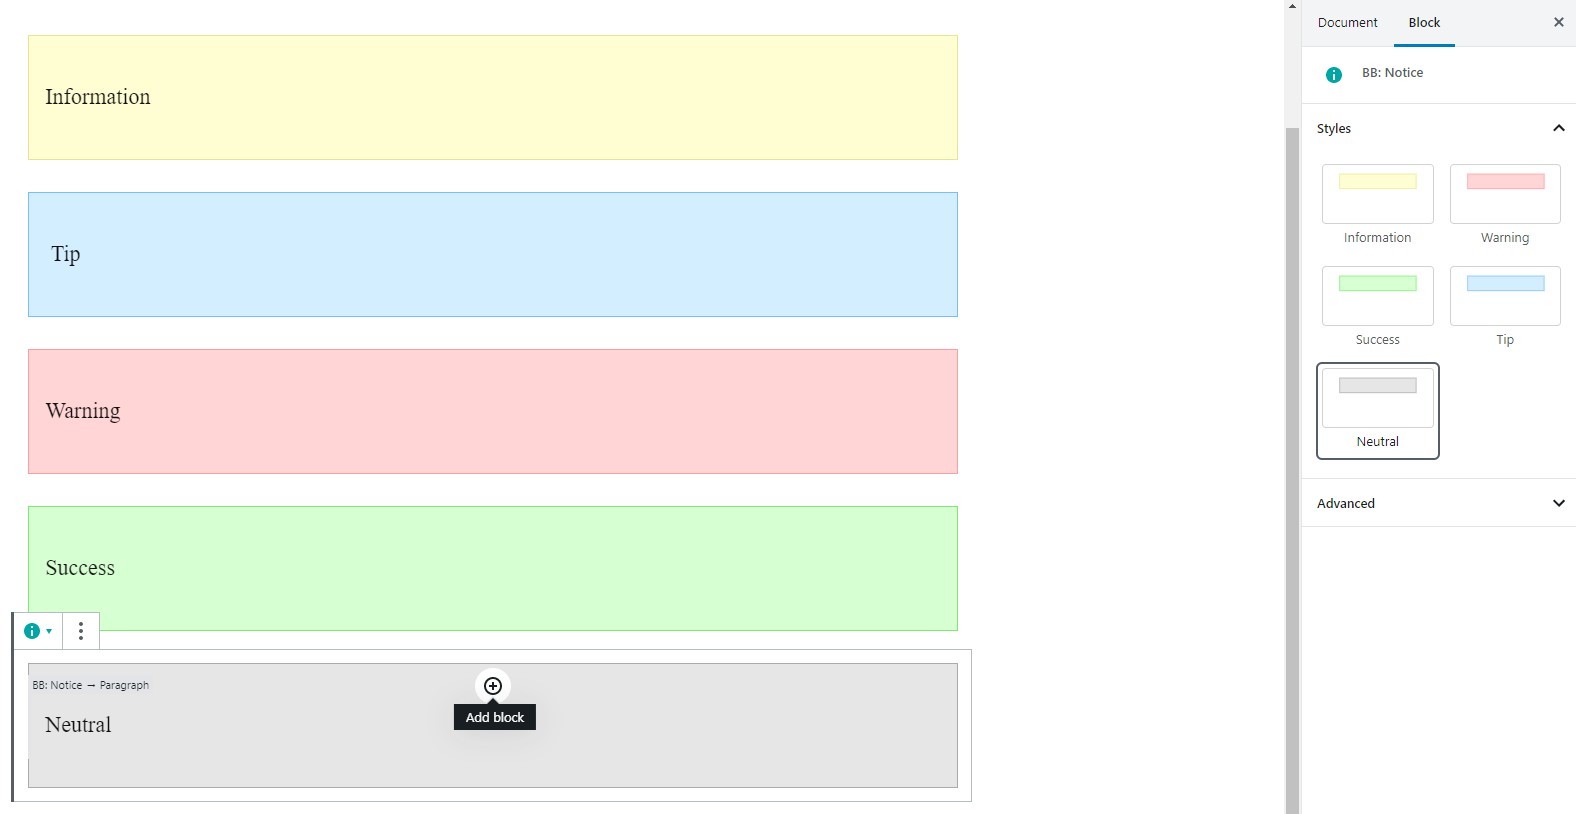 Information
Tip
Warning
Success
BB: Notice → Paragraph
Neutral
Add block
Document Block
BB: Notice
Styles
Information Warning
Success Tip
Neutral
Advanced